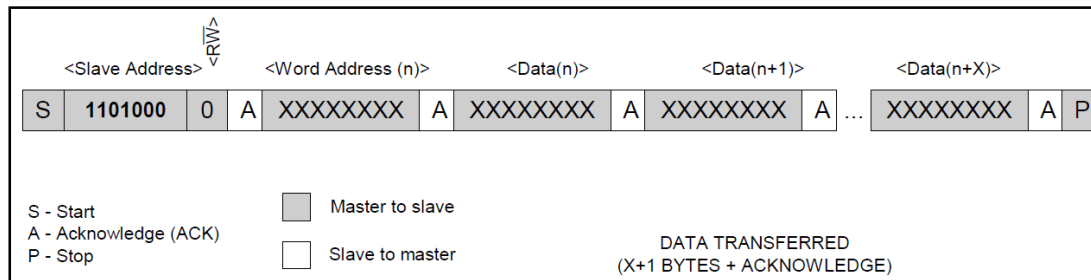 <RW̅>
<Slave Address> <Word Address (n)> <Data(n)> <Data(n+1)> <Data(n+X)>
S 1101000 0 A XXXXXXXX A XXXXXXXX A XXXXXXXX A ... XXXXXXXX A P
S - Start
A - Acknowledge (ACK)
P - Stop
Master to slave
Slave to master
DATA TRANSFERRED
(X+1 BYTES + ACKNOWLEDGE)